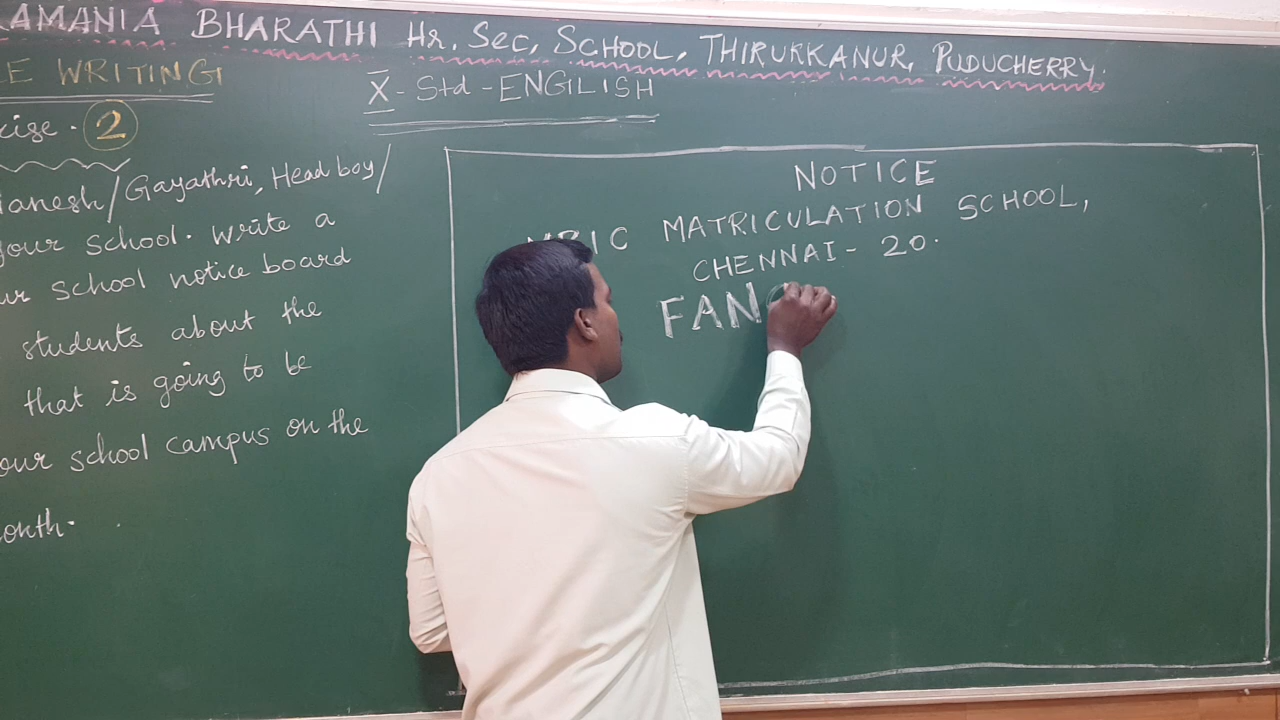 AMANIA BHARATHI Hr. Sec. SCHOOL, THIRUKKANUR, PUDUCHERRY.
E WRITING
X - Std - ENGLISH
cise. 2
anesh/Gayathri, Head boy/
your school. Write a
ur school notice board
students about the
that is going to be
our school campus on the
onth.
NOTICE
MATRICULATION SCHOOL,
CHENNAI - 20.
FAN